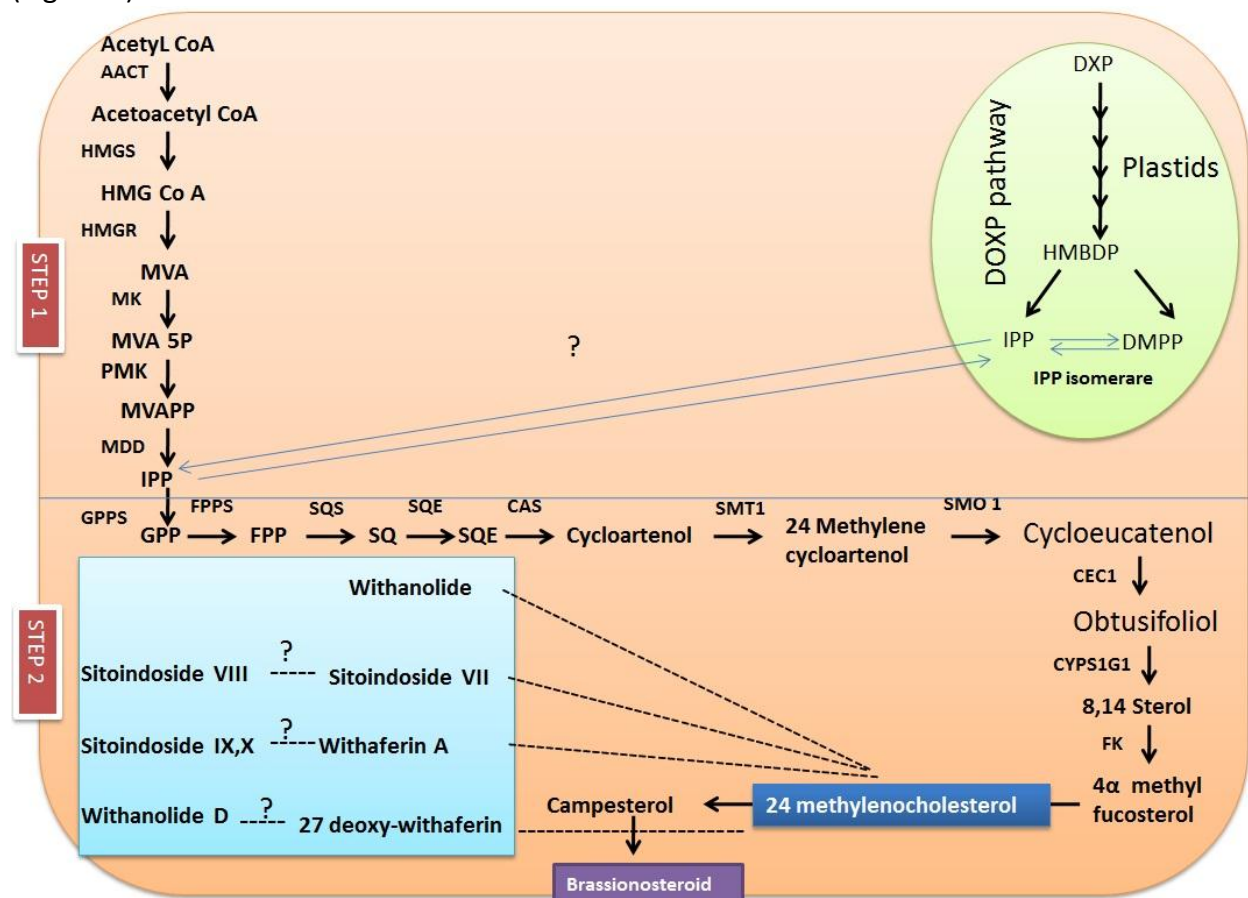 AcetyL CoA
AACT
Acetoacetyl CoA
HMGS
HMG Co A
HMGR
MVA
MK
MVA 5P
PMK
MVAPP
MDD
IPP
STEP 1
?
DXP
DOXP pathway
Plastids
HMBDP
IPP
DMPP
IPP isomerare
GPPS
FPPS
SQS
SQE
CAS
SMT1
SMO 1
GPP
FPP
SQ
SQE
Cycloartenol
24 Methylene
cycloartenol
Cycloeucatenol
CEC1
Obtusifoliol
CYPS1G1
8,14 Sterol
FK
4α methyl
fucosterol
STEP 2
Withanolide
Sitoindoside VIII
?
Sitoindoside VII
Sitoindoside IX,X
?
Withaferin A
Withanolide D
?
27 deoxy-withaferin
Campesterol
24 methylenocholesterol
Brassionosteroid